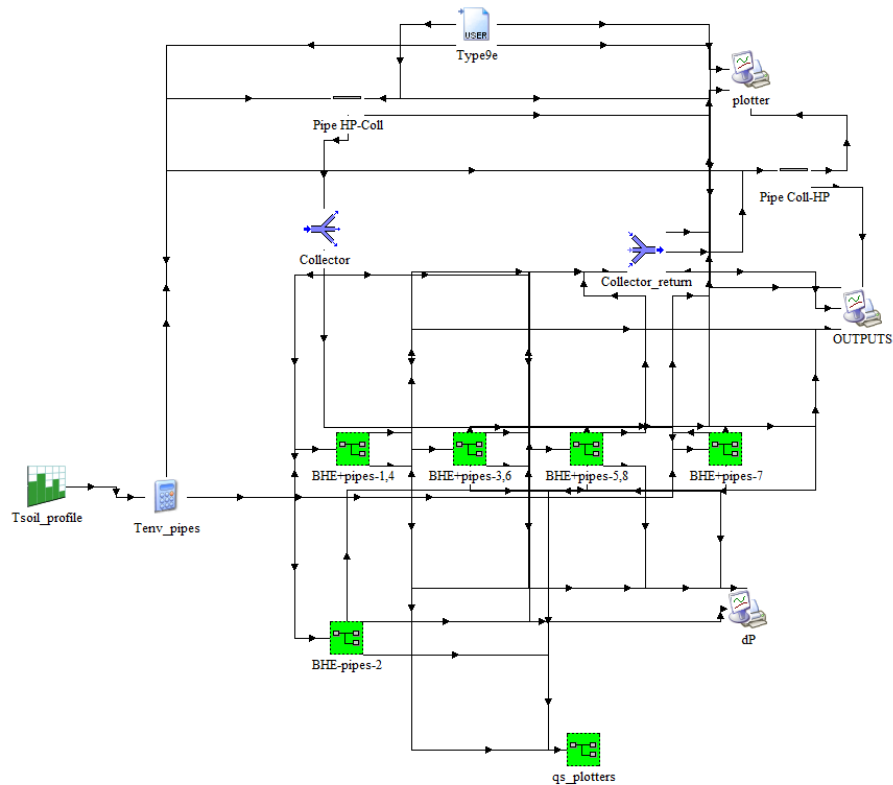 USER
Type9e
plotter
Pipe HP-Coll
Pipe Coll-HP
Collector
Collector_return
OUTPUTS
BHE+pipes-1,4
BHE+pipes-3,6
BHE+pipes-5,8
BHE+pipes-7
Tsoil_profile
Tenv_pipes
dP
BHE-pipes-2
qs_plotters